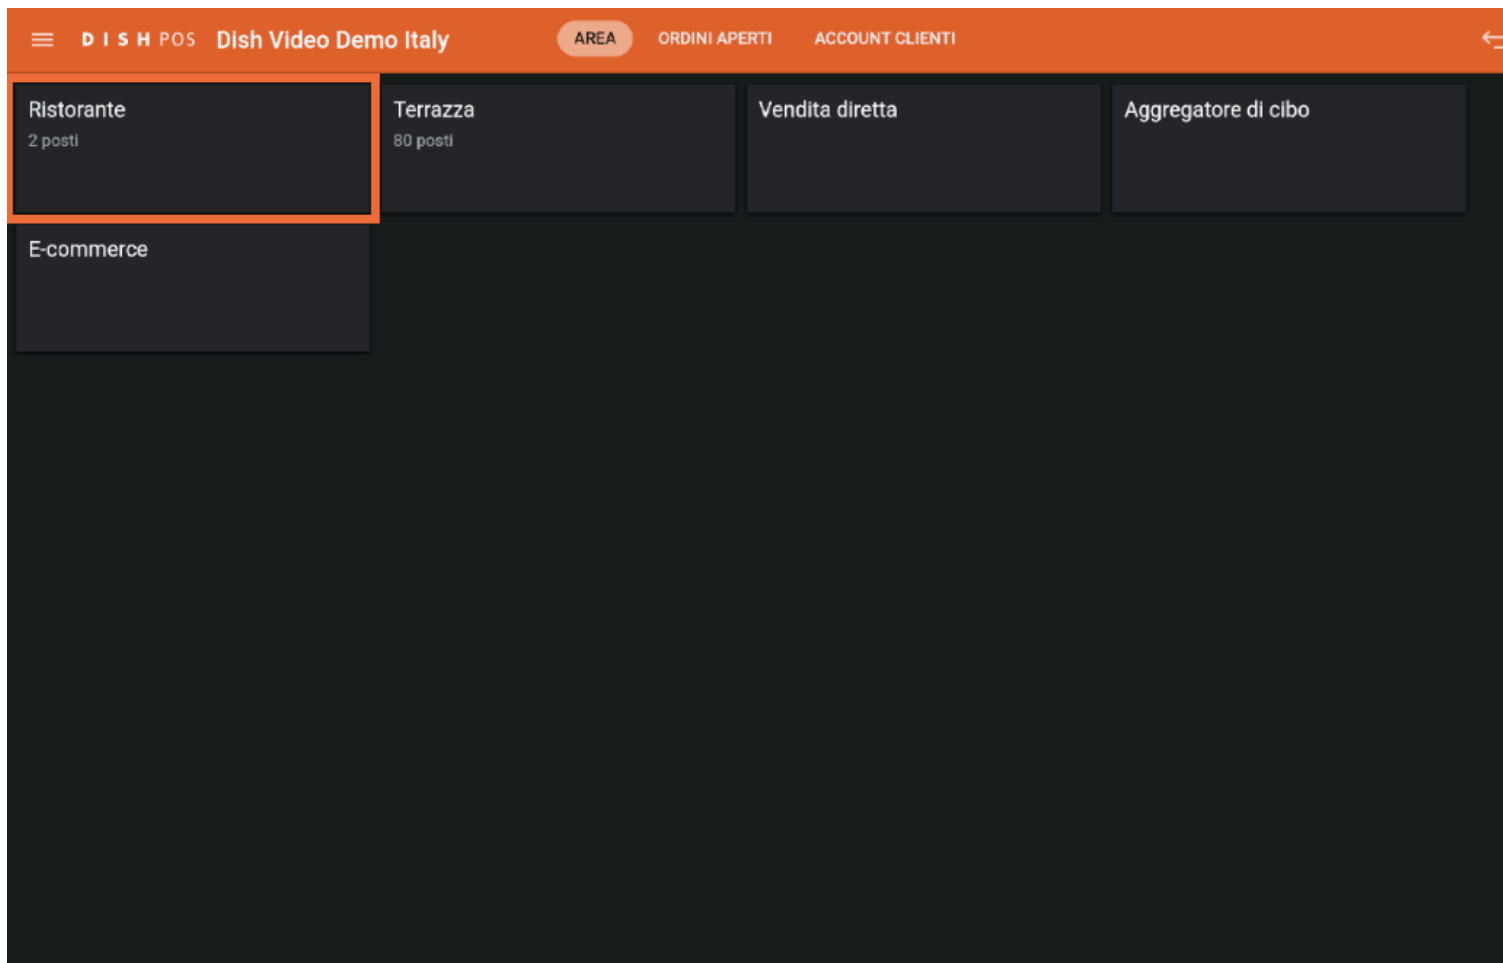 DISH POS Dish Video Demo Italy AREA ORDINI APERTI ACCOUNT CLIENTI
Ristorante
2 posti
Terrazza
80 posti
Vendita diretta
Aggregatore di cibo
E-commerce